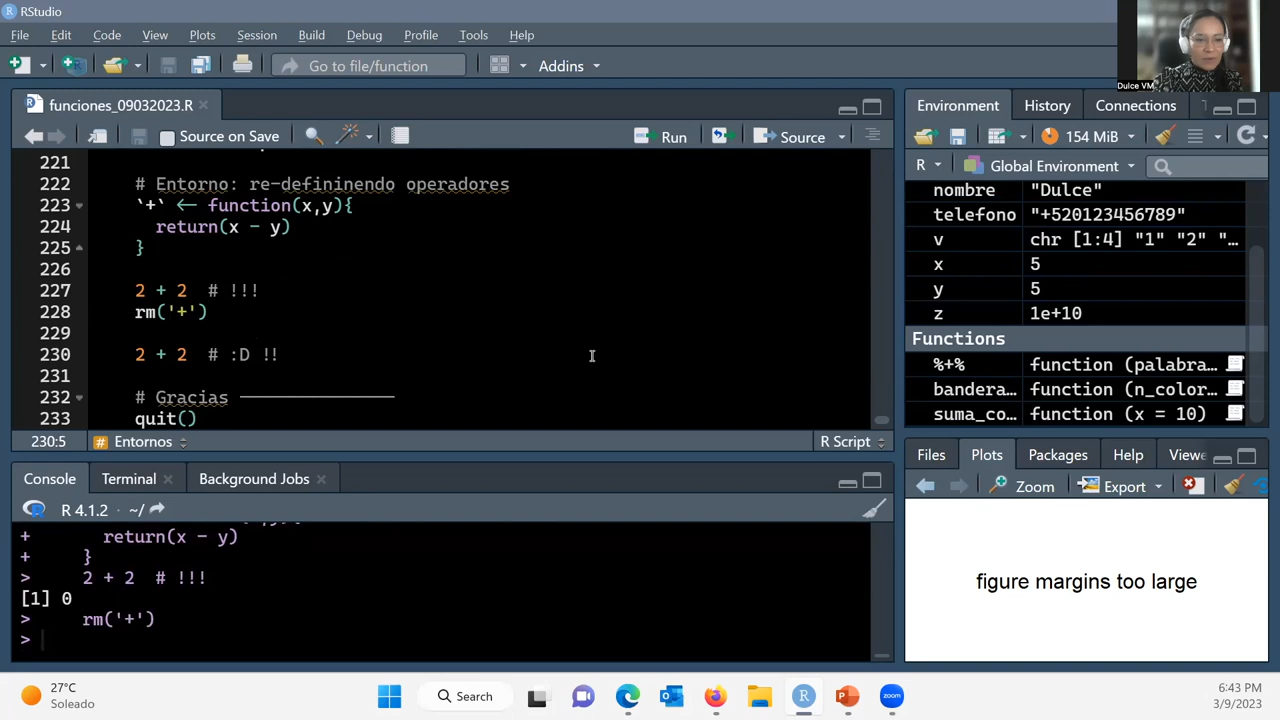 RStudio
File Edit Code View Plots Session Build Debug Profile Tools Help
Go to file/function Addins
Dulce VM
funciones_09032023.R
Source on Save Run Source
221
222 # Entorno: re-defininendo operadores
223 `+` <- function(x,y){
224 return(x - y)
225 }
226
227 2 + 2 # !!!
228 rm('+')
229
230 2 + 2 # :D !!
231
232 # Gracias ───────────────
233 quit()
230:5 # Entornos R Script
Console Terminal Background Jobs
R 4.1.2 · ~/
+ return(x - y)
+ }
> 2 + 2 # !!!
[1] 0
> rm('+')
>
Environment History Connections
154 MiB
R Global Environment
nombre "Dulce"
telefono "+520123456789"
v chr [1:4] "1" "2" "…
x 5
y 5
z 1e+10
Functions
%+% function (palabra…
bandera… function (n_color…
suma_co… function (x = 10)
Files Plots Packages Help Viewe
Zoom Export
figure margins too large
27°C
Soleado
Search
zoom
6:43 PM
3/9/2023